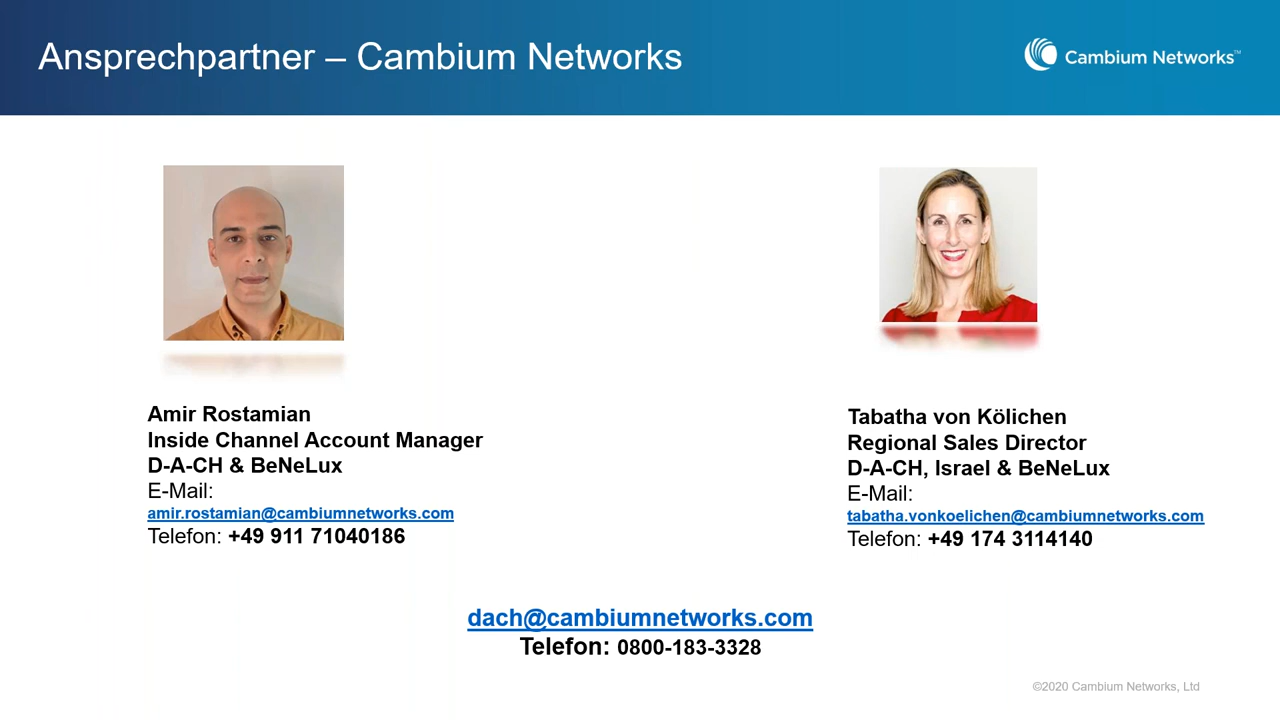 Ansprechpartner – Cambium Networks
Cambium Networks™
Amir Rostamian
Inside Channel Account Manager
D-A-CH & BeNeLux
E-Mail:
amir.rostamian@cambiumnetworks.com
Telefon: +49 911 71040186
Tabatha von Kölichen
Regional Sales Director
D-A-CH, Israel & BeNeLux
E-Mail:
tabatha.vonkoelichen@cambiumnetworks.com
Telefon: +49 174 3114140
dach@cambiumnetworks.com
Telefon: 0800-183-3328
©2020 Cambium Networks, Ltd